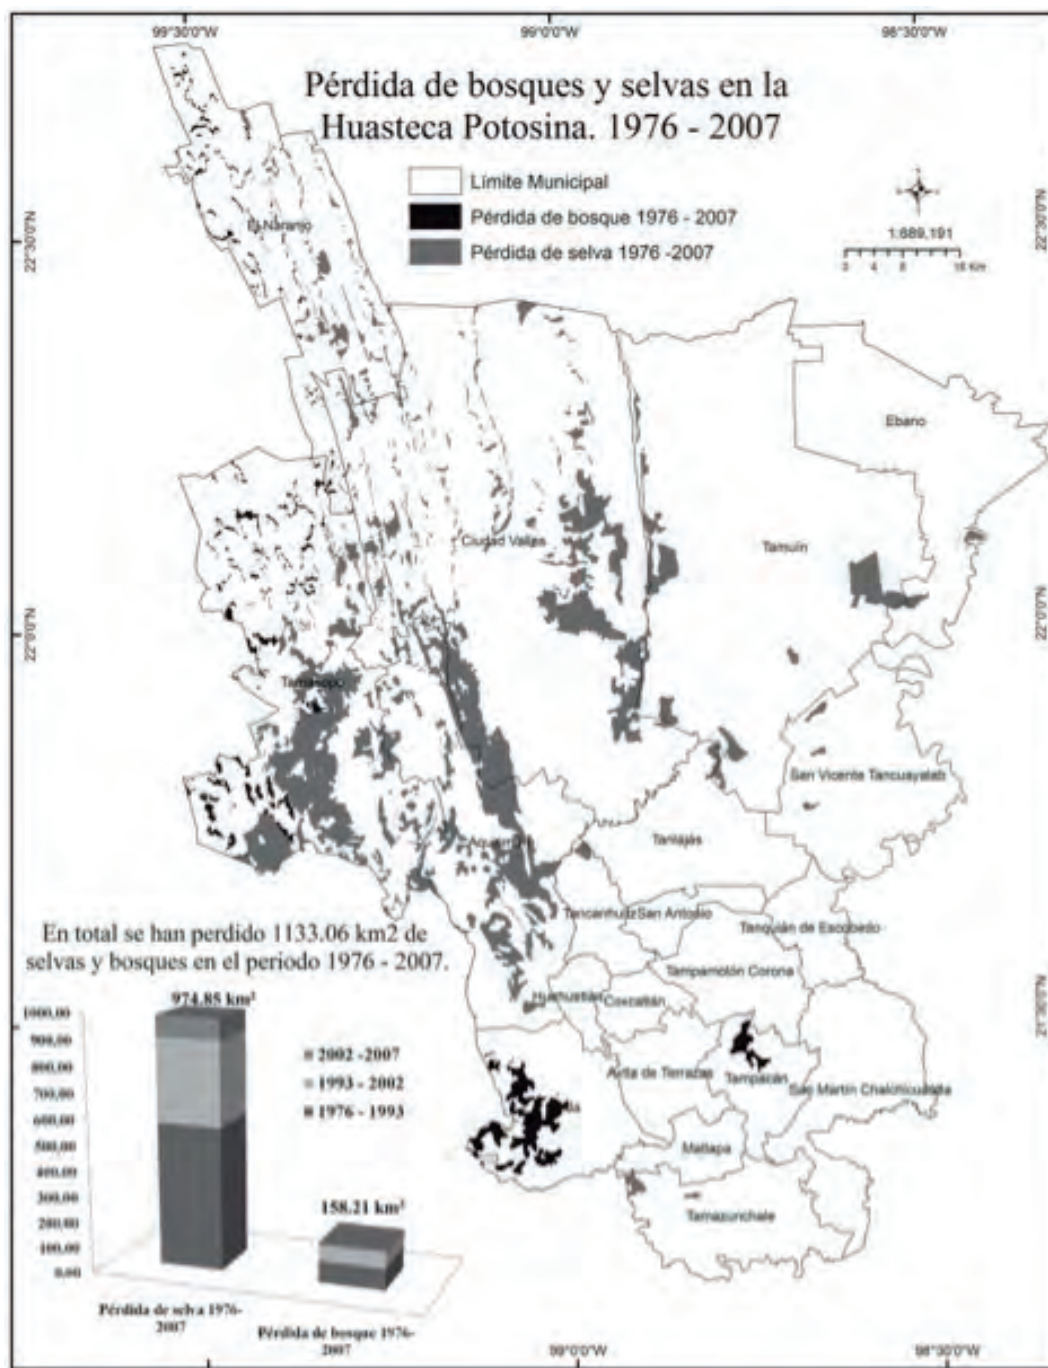 99°30'0"W
99°0'0"W
98°30'0"W
Pérdida de bosques y selvas en la
Huasteca Potosina. 1976 - 2007
Límite Municipal
Pérdida de bosque 1976 - 2007
Pérdida de selva 1976 -2007
1:689,191
4 8 16 Km
22°30'0"N
22°30'0"N
El Naranjo
Ebano
Ciudad Valles
Tamuín
22°0'0"N
22°0'0"N
Tamasopo
San Vicente Tancuayalab
Tanlajás
Tancanhuitz
San Antonio
Tanquián de Escobedo
En total se han perdido 1133.06 km2 de
selvas y bosques en el periodo 1976 - 2007.
Tampamolón Corona
Huehuetlán
Coxcatlán
21°30'0"N
974.85 km²
1000,00
900,00
800,00
700,00
600,00
500,00
400,00
300,00
200,00
100,00
0,00
2002 -2007
1993 - 2002
1976 - 1993
Axtla de Terrazas
Tampacán
San Martín Chalchicuautla
Matlapa
Tamazunchale
158.21 km²
Pérdida de selva 1976-
2007
Pérdida de bosque 1976-
2007
99°0'0"W
98°30'0"W